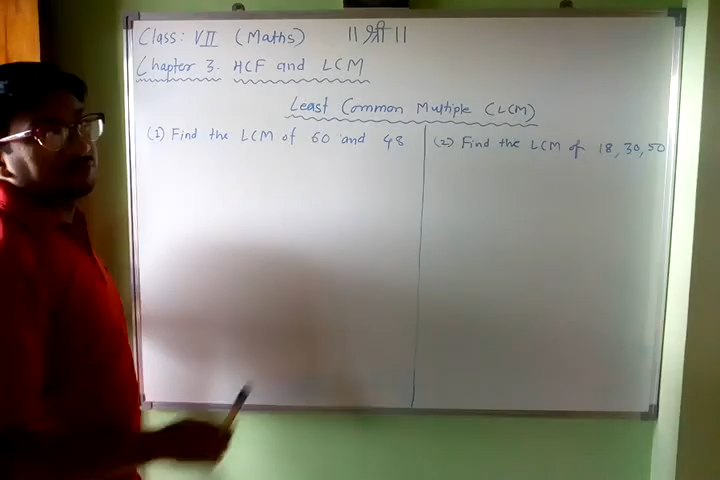 Class: VII (Maths) || श्री ||
Chapter 3. HCF and LCM
Least Common Multiple (LCM)
(1) Find the LCM of 60 and 48
(2) Find the LCM of 18, 30, 50